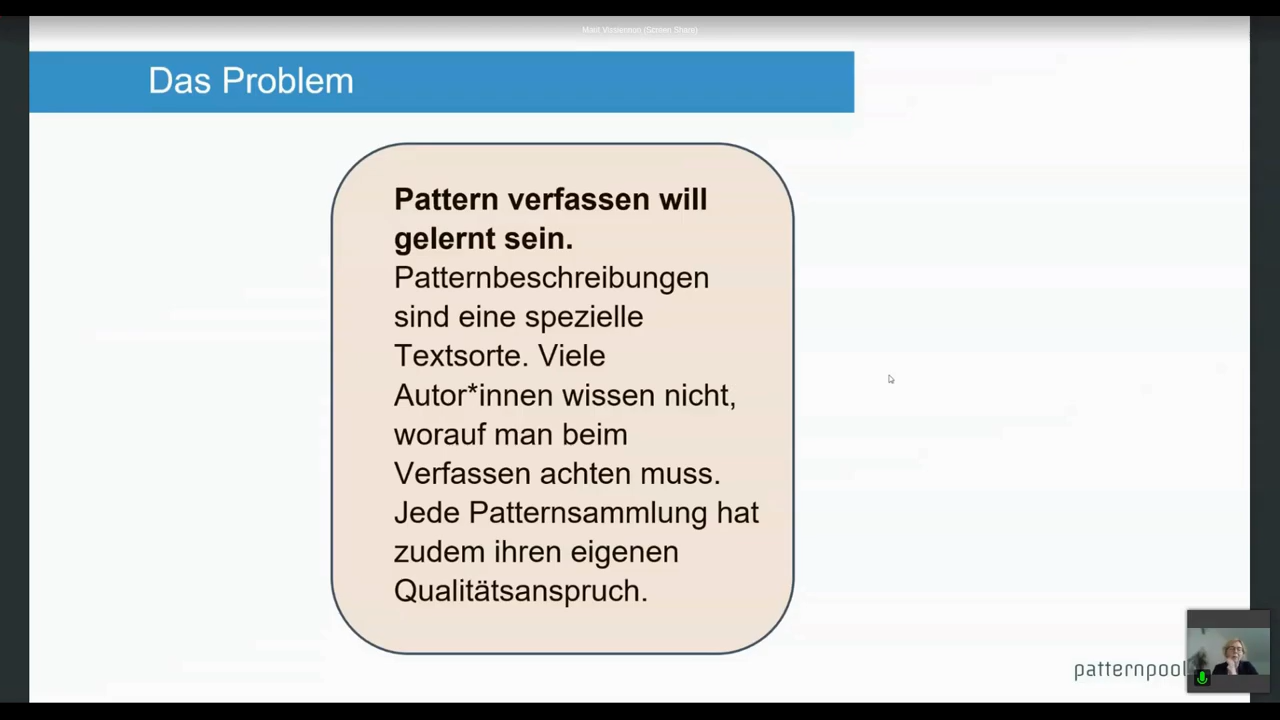 Das Problem
Pattern verfassen will
gelernt sein.
Patternbeschreibungen
sind eine spezielle
Textsorte. Viele
Autor*innen wissen nicht,
worauf man beim
Verfassen achten muss.
Jede Patternsammlung hat
zudem ihren eigenen
Qualitätsanspruch.
patternpool